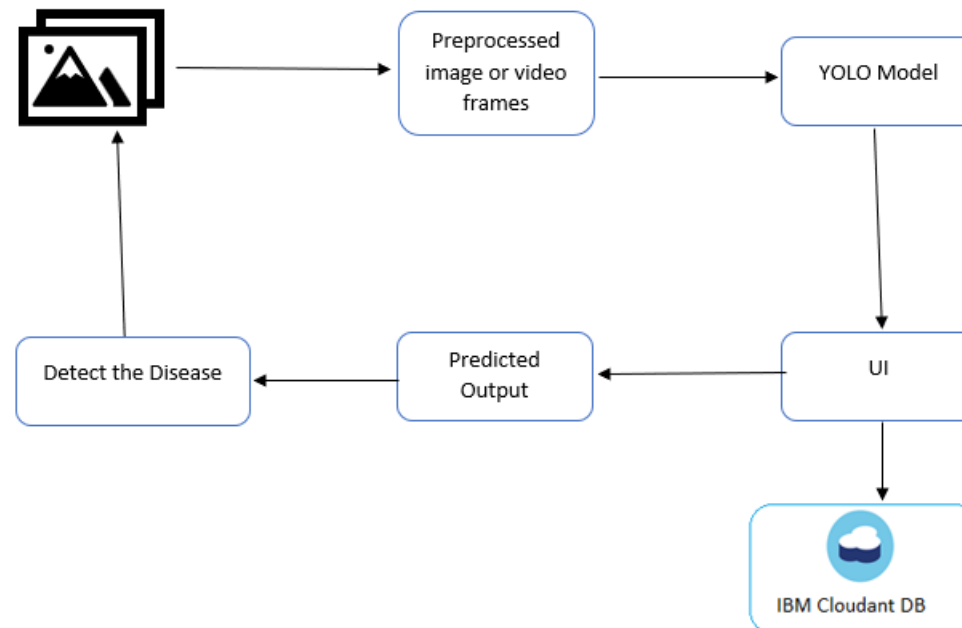 Preprocessed
image or video
frames
YOLO Model
Detect the Disease
Predicted
Output
UI
IBM Cloudant DB